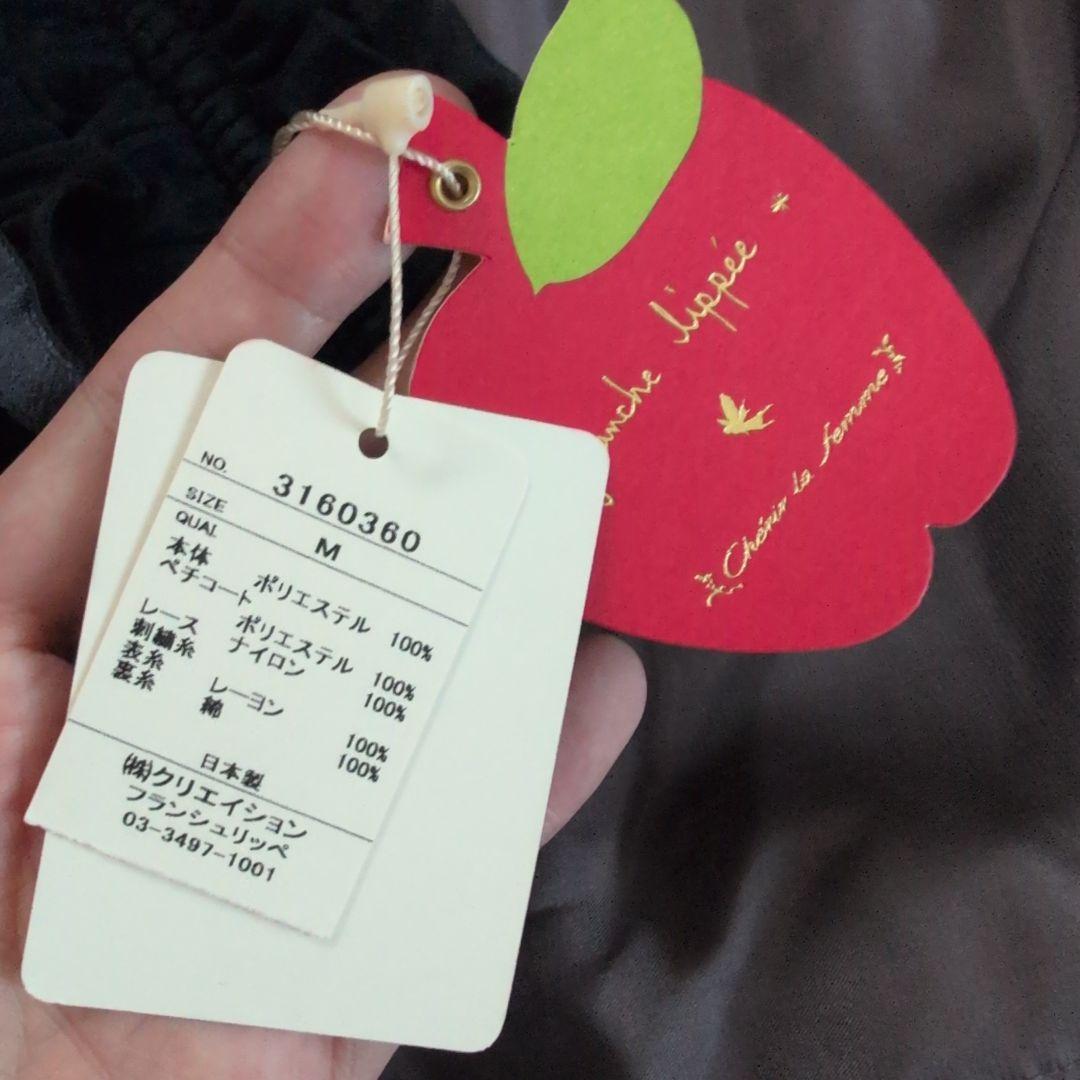 lippée
Chérir la femme
NO. 3160360
SIZE M
QUAL
本体 ポリエステル 100%
ペチコート
ポリエステル 100%
レース ナイロン 100%
刺繍糸
表糸 レーヨン 100%
裏糸 綿 100%
日本製
㈱クリエイション
フランシュリッペ
03-3497-1001